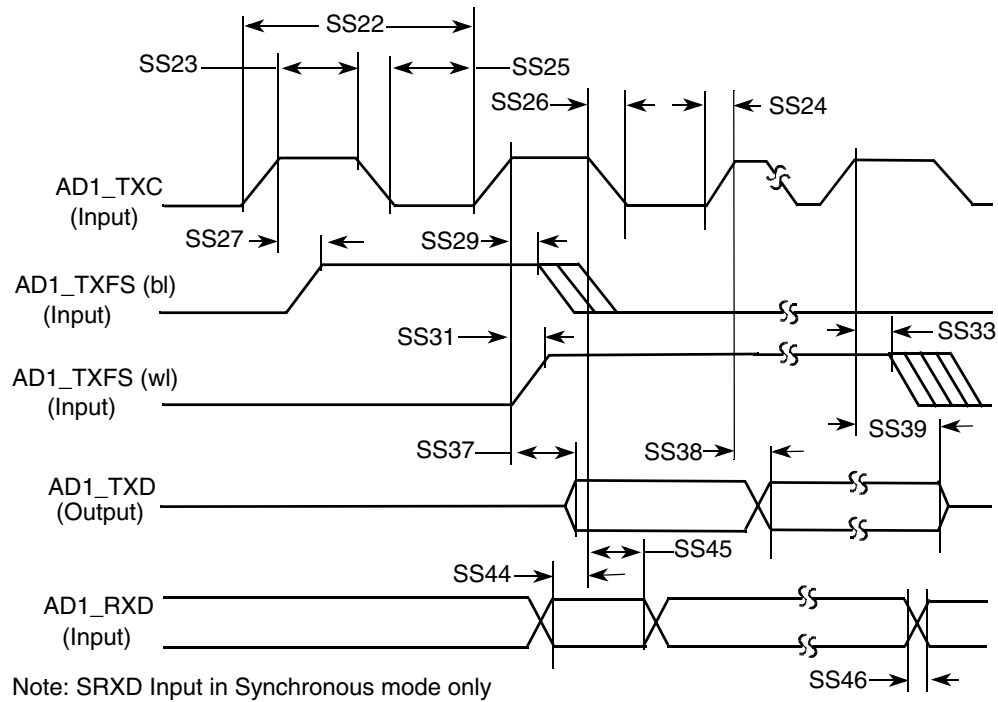 SS22
SS23
SS25
SS26
SS24
AD1_TXC
(Input)
SS27
SS29
AD1_TXFS (bl)
(Input)
SS31
SS33
AD1_TXFS (wl)
(Input)
SS39
SS37
SS38
AD1_TXD
(Output)
SS45
SS44
AD1_RXD
(Input)
SS46
Note: SRXD Input in Synchronous mode only